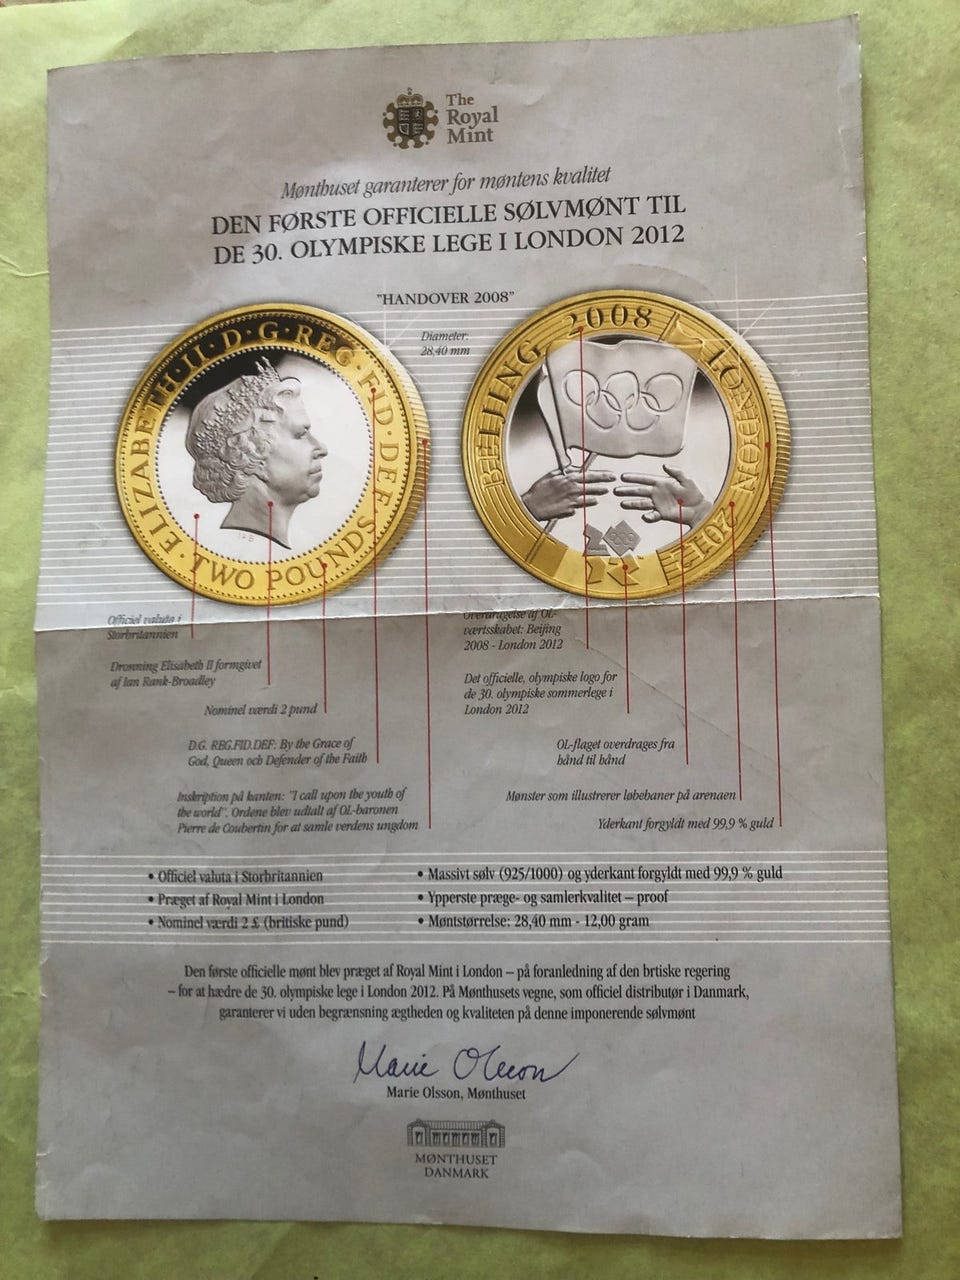 The
Royal
Mint
Mønthuset garanterer for møntens kvalitet
DEN FØRSTE OFFICIELLE SØLVMØNT TIL
DE 30. OLYMPISKE LEGE I LONDON 2012
"HANDOVER 2008"
Diameter:
28,40 mm
ELIZABETH·II·D·G·REG·FID·DEF·
TWO POUNDS
IRB
BEIJING 2008
LONDON 2012
Officiel valuta i
Storbritannien
Dronning Elisabeth II formgivet
af Ian Rank-Broadley
Nominel værdi 2 pund
D.G. REG.FID.DEF: By the Grace of
God, Queen och Defender of the Faith
Inskription på kanten: "I call upon the youth of
the world". Ordene blev udtalt af OL-baronen
Pierre de Coubertin for at samle verdens ungdom
Overdragelse af OL-
værtsskabet: Beijing
2008 - London 2012
Det officielle, olympiske logo for
de 30. olympiske sommerlege i
London 2012
OL-flaget overdrages fra
hånd til hånd
Mønster som illustrerer løbebaner på arenaen
Yderkant forgyldt med 99,9 % guld
• Officiel valuta i Storbritannien
• Præget af Royal Mint i London
• Nominel værdi 2 £ (britiske pund)
• Massivt sølv (925/1000) og yderkant forgyldt med 99,9 % guld
• Ypperste præge- og samlerkvalitet – proof
• Møntstørrelse: 28,40 mm - 12,00 gram
Den første officielle mønt blev præget af Royal Mint i London – på foranledning af den brtiske regering
– for at hædre de 30. olympiske lege i London 2012. På Mønthusets vegne, som officiel distributør i Danmark,
garanterer vi uden begrænsning ægtheden og kvaliteten på denne imponerende sølvmønt
Marie Olsson
Marie Olsson, Mønthuset
MØNTHUSET
DANMARK